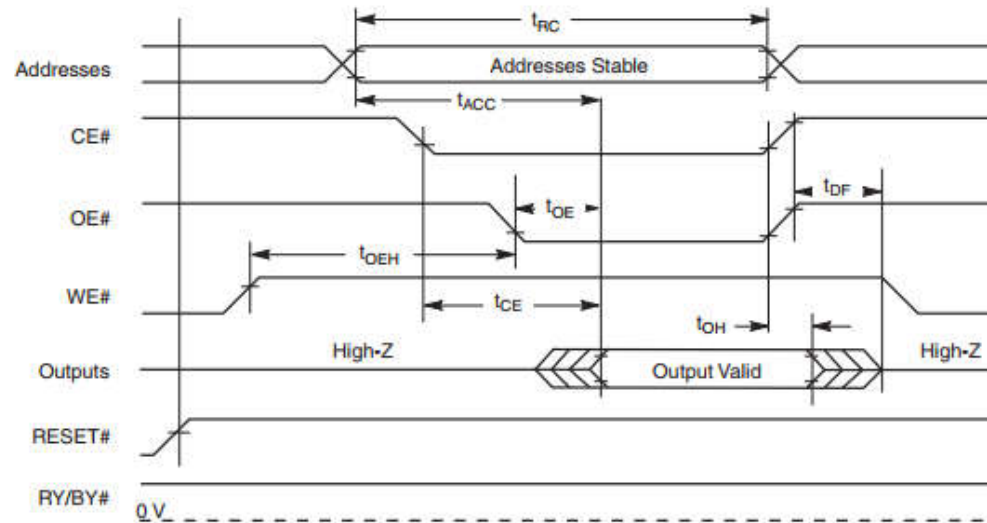 tRC
Addresses
Addresses Stable
tACC
CE#
tDF
OE#
tOE
tOEH
WE#
tCE
tOH
High-Z
High-Z
Outputs
Output Valid
RESET#
RY/BY#
0 V